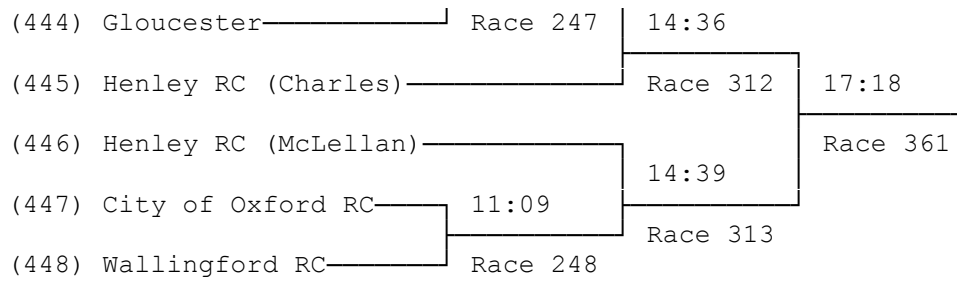 (444) Gloucester Race 247 14:36
(445) Henley RC (Charles) Race 312 17:18
(446) Henley RC (McLellan) Race 361
14:39
(447) City of Oxford RC 11:09
Race 313
(448) Wallingford RC Race 248